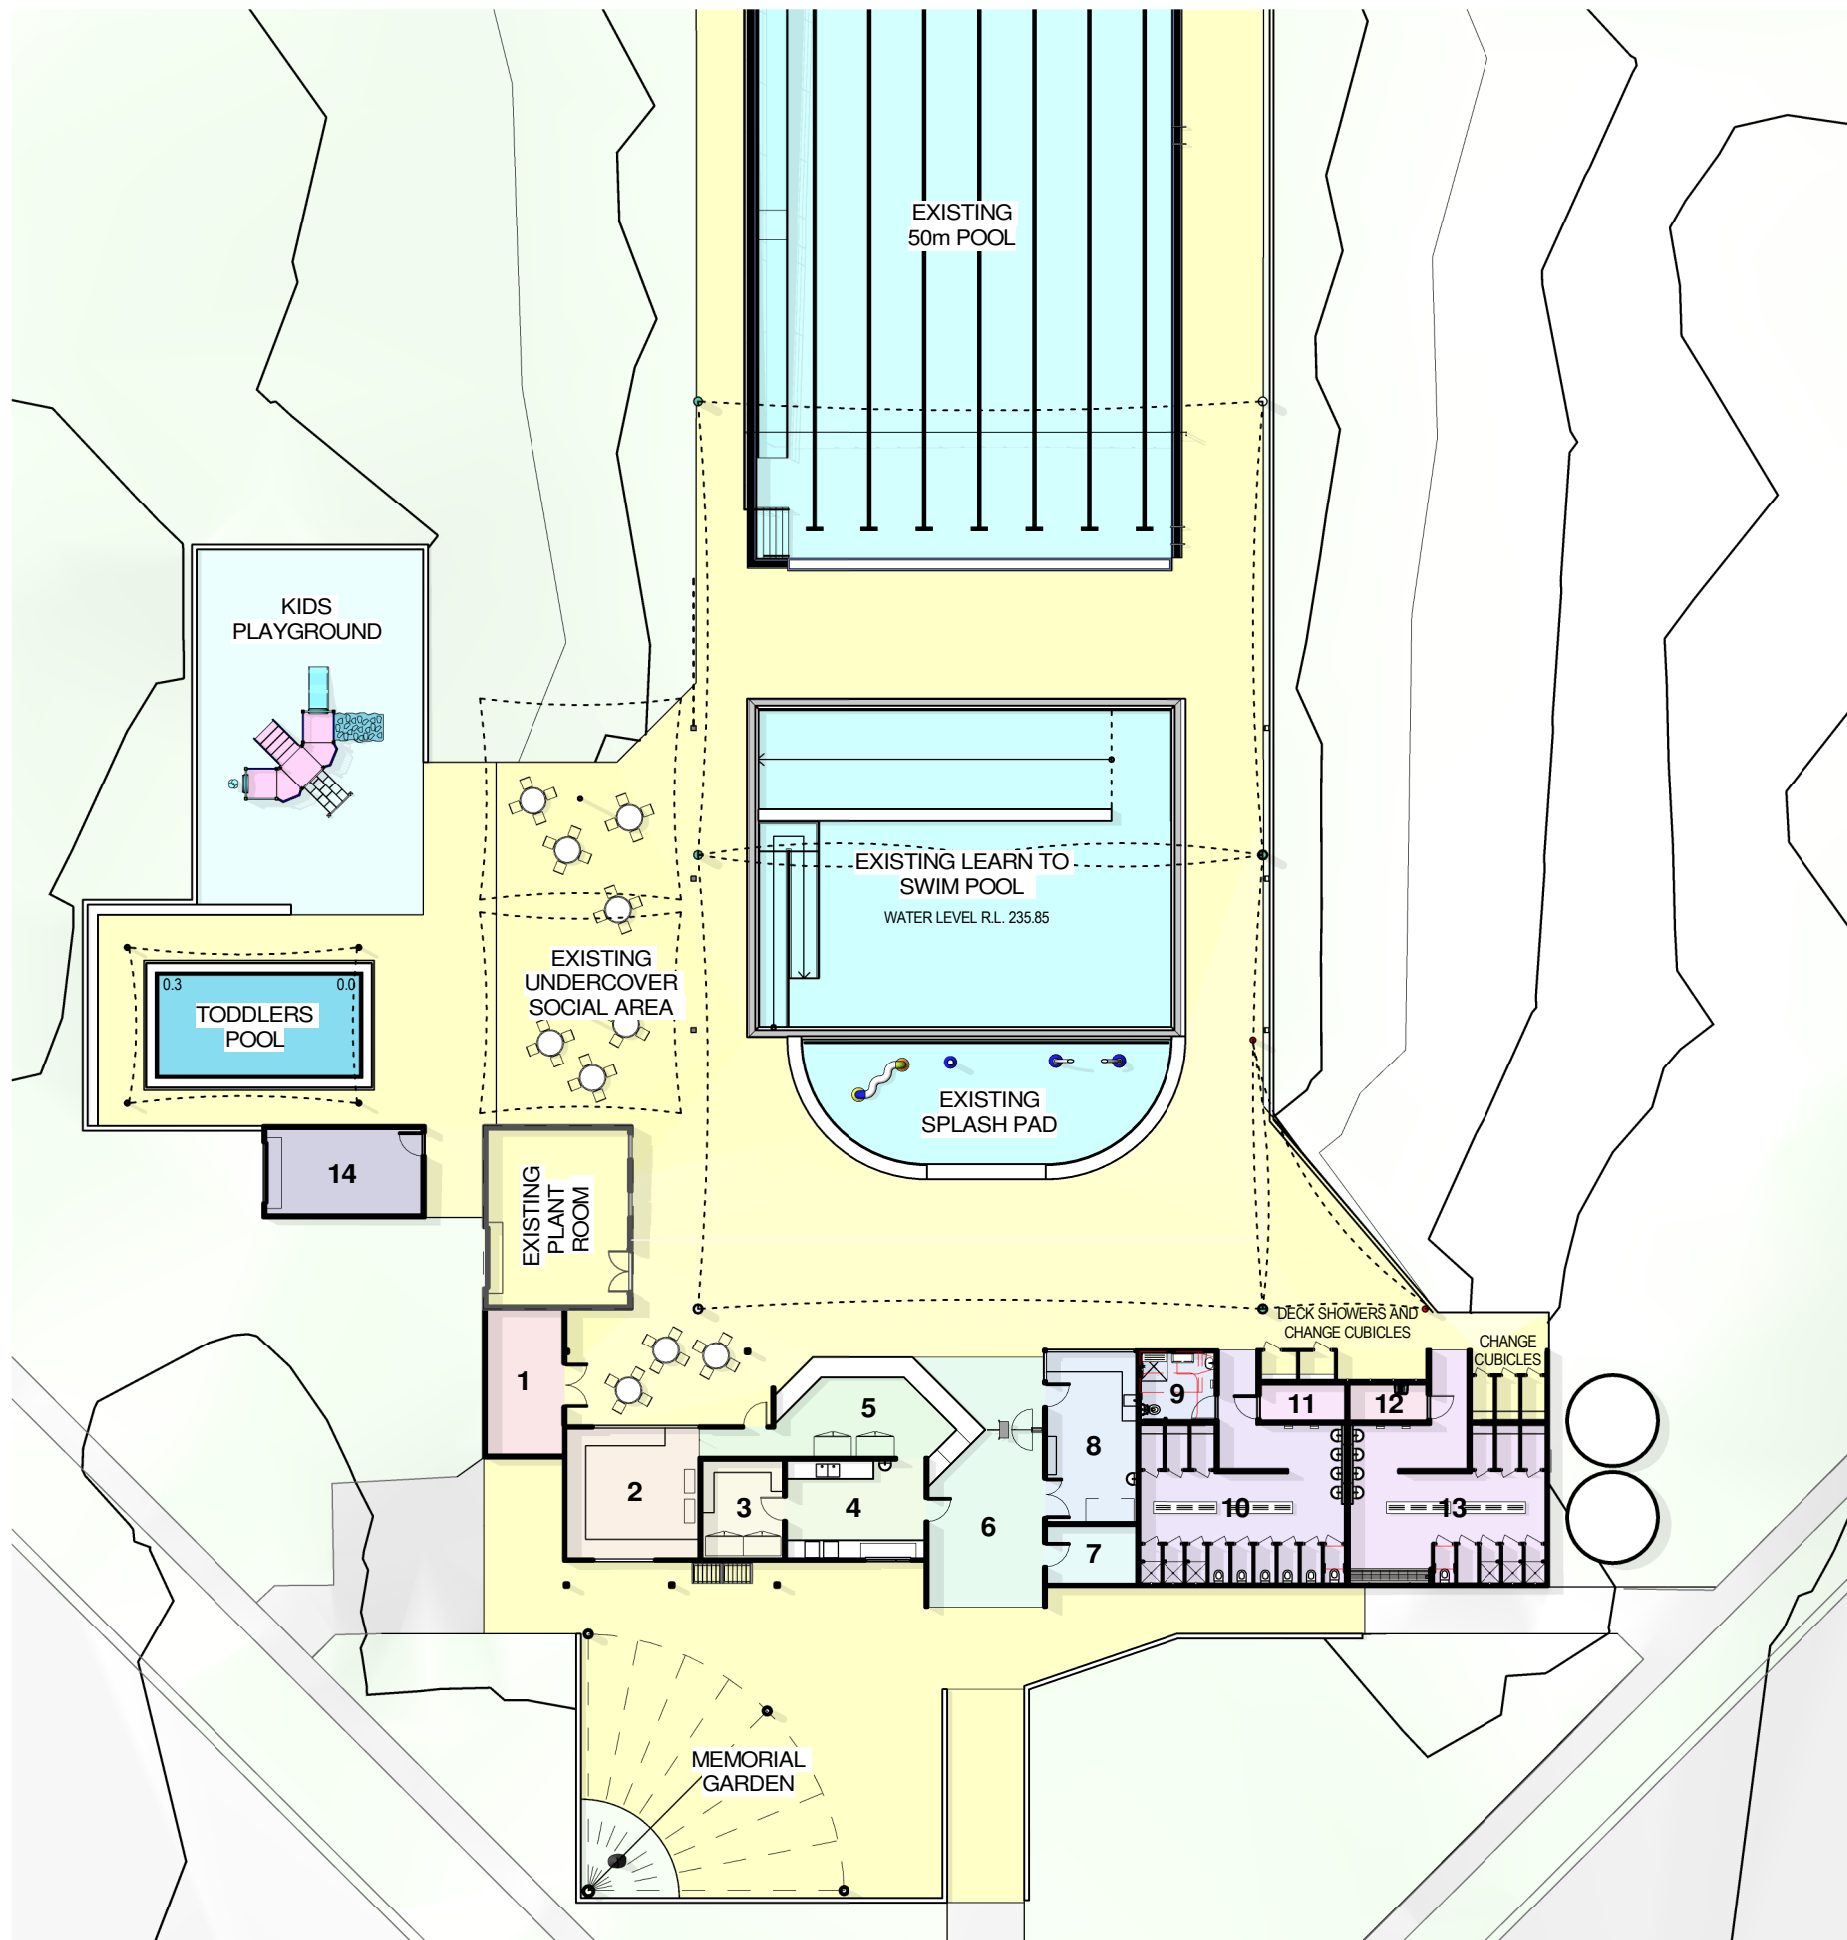 EXISTING
50m POOL
KIDS
PLAYGROUND
EXISTING LEARN TO
SWIM POOL
WATER LEVEL R.L. 235.85
EXISTING
UNDERCOVER
SOCIAL AREA
0.3
0.0
TODDLERS
POOL
EXISTING
SPLASH PAD
14
EXISTING
PLANT
ROOM
DECK SHOWERS AND
CHANGE CUBICLES
CHANGE
CUBICLES
1
2
3
4
5
6
7
8
9
10
11
12
13
MEMORIAL
GARDEN